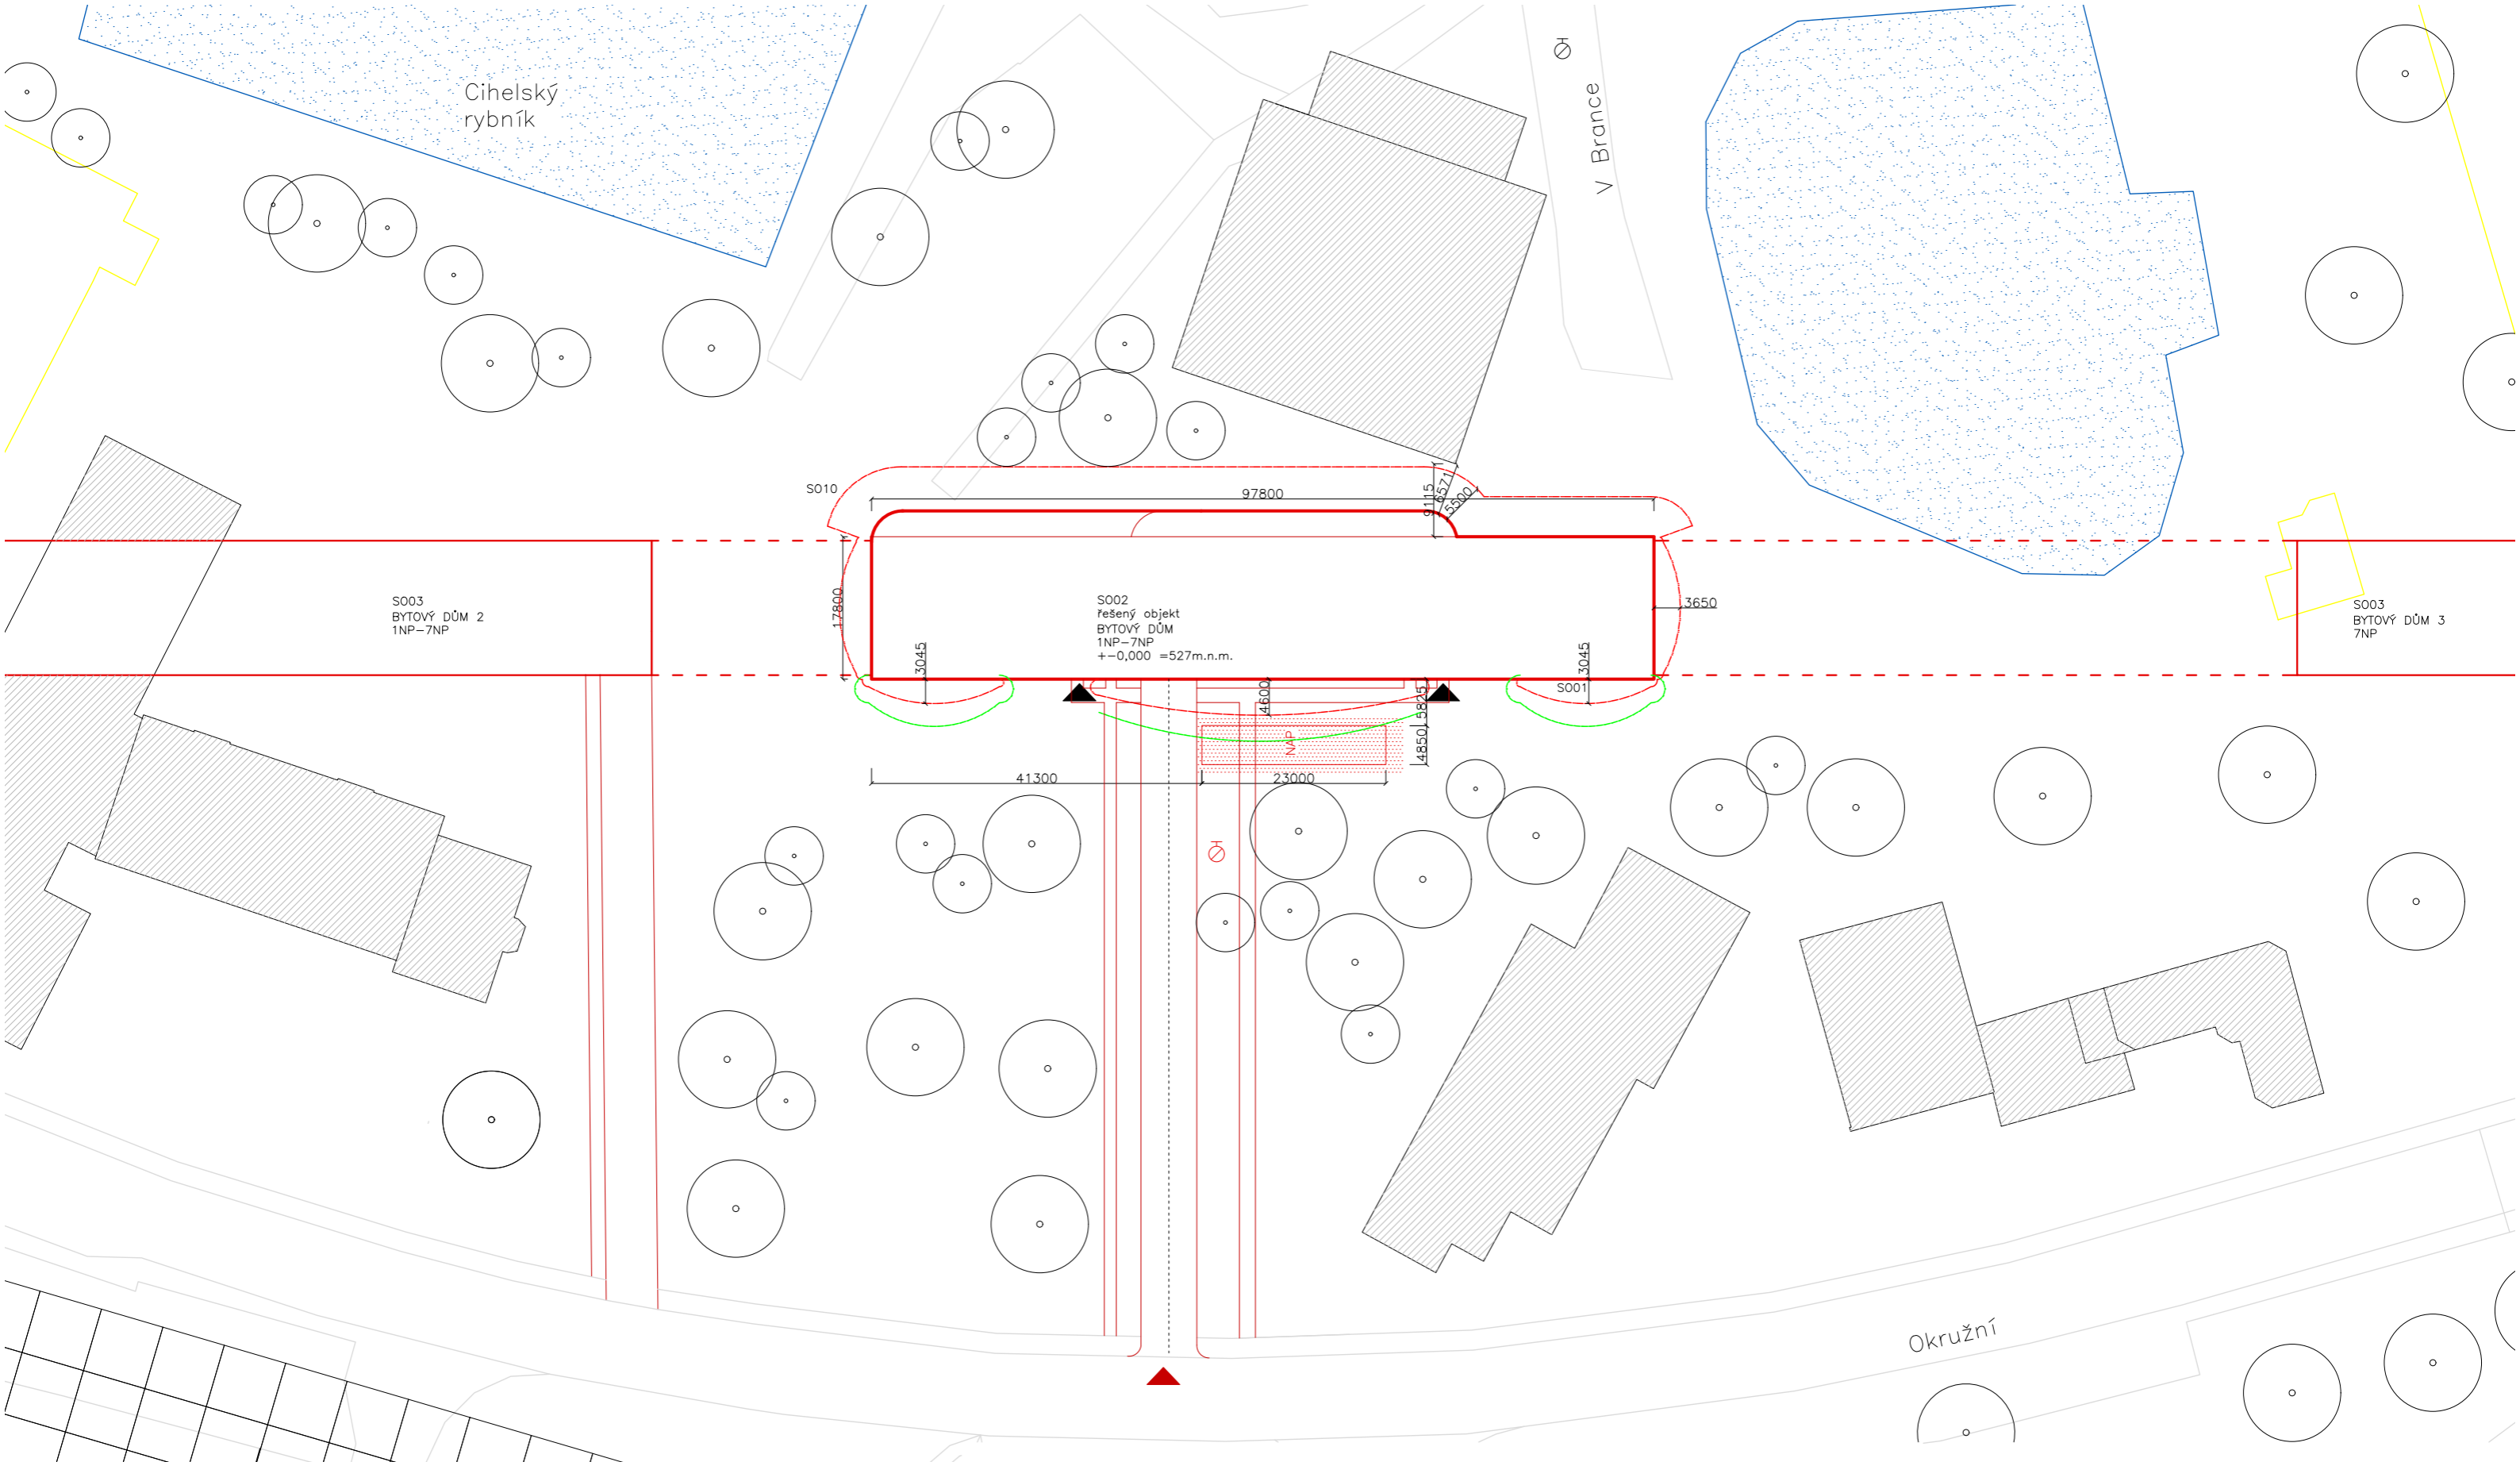 Cihelský
rybník
V Brance
SO10
97800
9115
6571
5500
17800
SO03
BYTOVÝ DŮM 2
1NP-7NP
SO02
řešený objekt
BYTOVÝ DŮM
1NP-7NP
+-0,000 =527m.n.m.
3650
SO03
BYTOVÝ DŮM 3
7NP
3045
3045
SO01
4600
5825
NAP
4850
41300
23000
Okružní